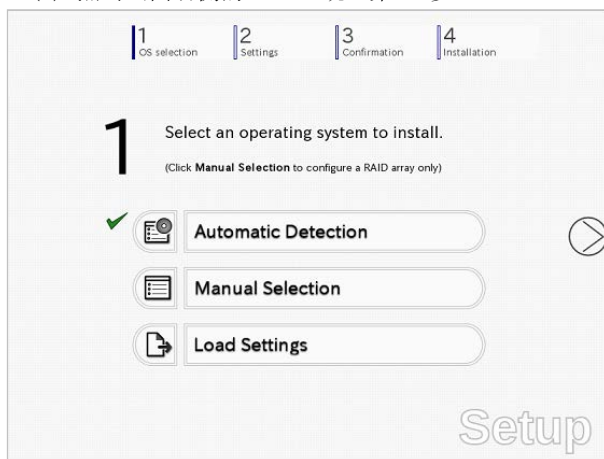 1
OS selection
2
Settings
3
Confirmation
4
Installation
1
Select an operating system to install.
(Click Manual Selection to configure a RAID array only)
Automatic Detection
Manual Selection
Load Settings
Setup